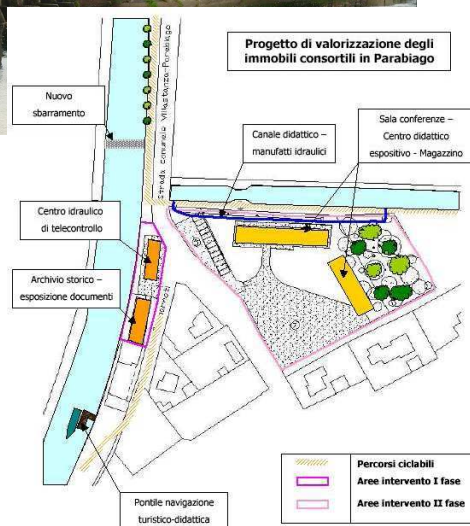 Progetto di valorizzazione degli
immobili consortili in Parabiago
Nuovo
sbarramento
Strada comunale Villastanza-Parabiago
Canale didattico –
manufatti idraulici
Sala conferenze –
Centro didattico
espositivo - Magazzino
Centro idraulico
di telecontrollo
Archivio storico –
esposizione documenti
Pontile navigazione
turistico-didattica
Percorsi ciclabili
Aree intervento I fase
Aree intervento II fase